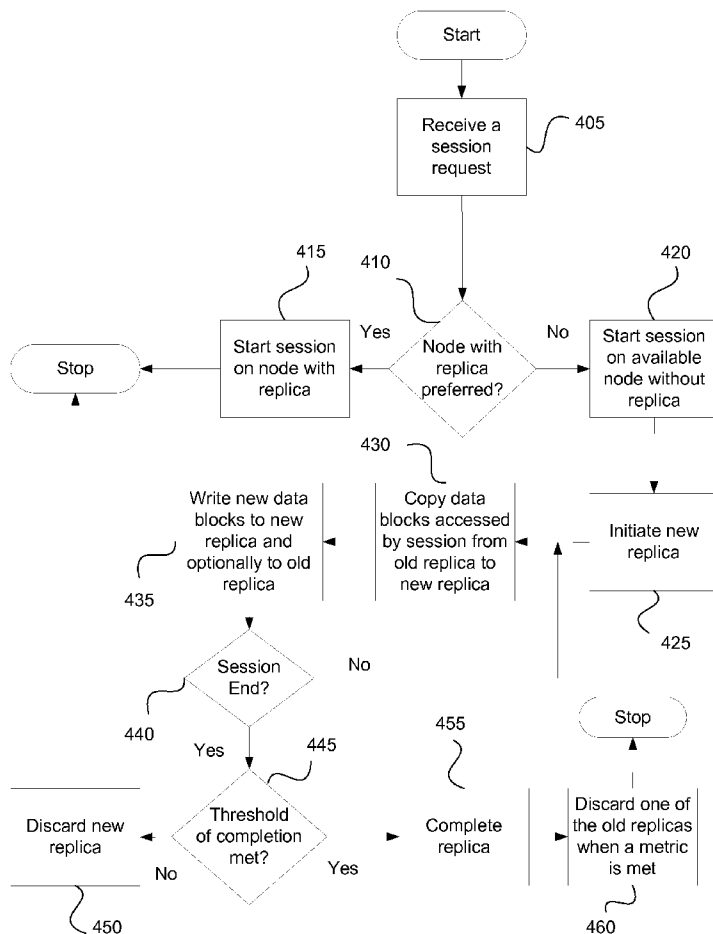 Start
Receive a
session
request
405
410
Node with
replica
preferred?
Yes
No
415
Start session
on node with
replica
Stop
420
Start session
on available
node without
replica
Initiate new
replica
425
430
Copy data
blocks accessed
by session from
old replica to
new replica
Write new data
blocks to new
replica and
optionally to old
replica
435
Session
End?
No
440
Yes
445
Threshold
of completion
met?
No
Yes
Discard new
replica
450
455
Complete
replica
Discard one of
the old replicas
when a metric
is met
460
Stop